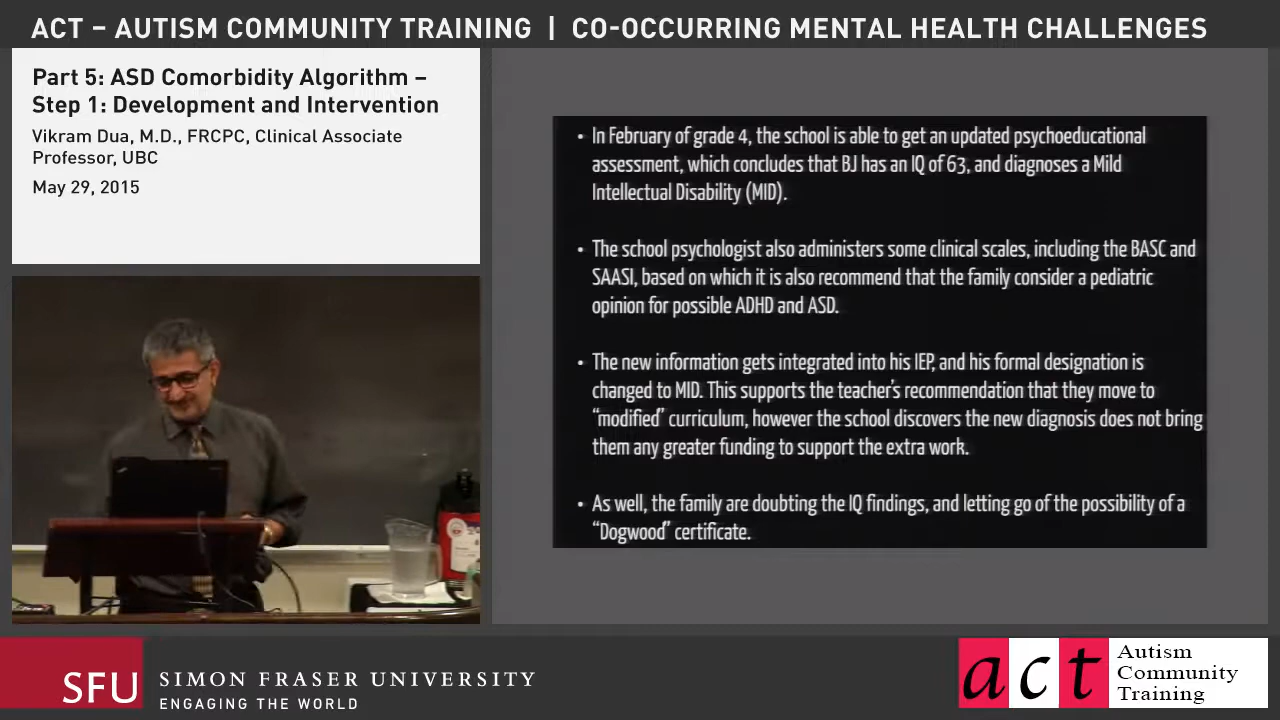 ACT – AUTISM COMMUNITY TRAINING | CO-OCCURRING MENTAL HEALTH CHALLENGES
Part 5: ASD Comorbidity Algorithm –
Step 1: Development and Intervention
Vikram Dua, M.D., FRCPC, Clinical Associate
Professor, UBC
May 29, 2015
• In February of grade 4, the school is able to get an updated psychoeducational
assessment, which concludes that BJ has an IQ of 63, and diagnoses a Mild
Intellectual Disability (MID).
• The school psychologist also administers some clinical scales, including the BASC and
SAASI, based on which it is also recommend that the family consider a pediatric
opinion for possible ADHD and ASD.
• The new information gets integrated into his IEP, and his formal designation is
changed to MID. This supports the teacher's recommendation that they move to
“modified” curriculum, however the school discovers the new diagnosis does not bring
them any greater funding to support the extra work.
• As well, the family are doubting the IQ findings, and letting go of the possibility of a
“Dogwood” certificate.
SFU SIMON FRASER UNIVERSITY
ENGAGING THE WORLD
act
Autism
Community
Training